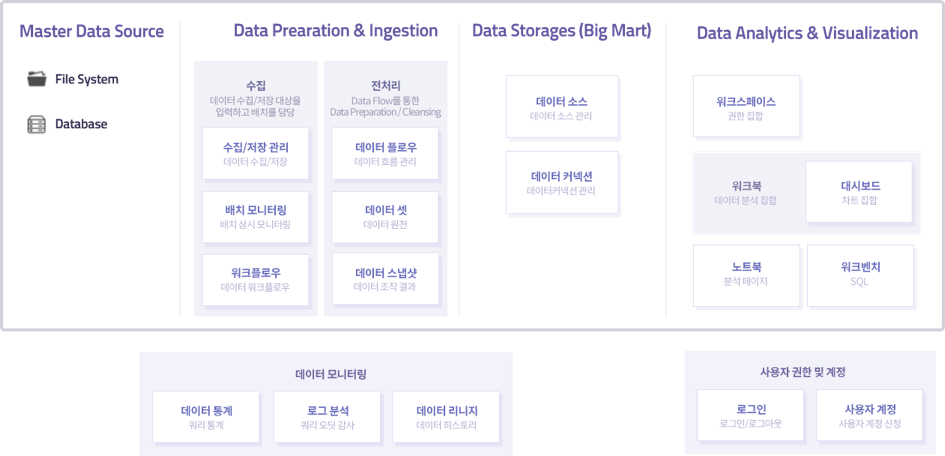 Master Data Source
File System
Database
Data Prearation & Ingestion
수집
데이터 수집/저장 대상을
입력하고 배치를 담당
수집/저장 관리
데이터 수집/저장
배치 모니터링
배치 상시 모니터링
워크플로우
데이터 워크플로우
전처리
Data Flow를 통한
Data Preparation / Cleansing
데이터 플로우
데이터 흐름 관리
데이터 셋
데이터 원전
데이터 스냅샷
데이터 조작 결과
Data Storages (Big Mart)
데이터 소스
데이터 소스 관리
데이터 커넥션
데이터커넥션 관리
Data Analytics & Visualization
워크스페이스
권한 집합
워크북
데이터 분석 집합
대시보드
차트 집합
노트북
분석 페이지
워크벤치
SQL
데이터 모니터링
데이터 통계
쿼리 통계
로그 분석
쿼리 오딧 감사
데이터 리니지
데이터 히스토리
사용자 권한 및 계정
로그인
로그인/로그아웃
사용자 계정
사용자 계정 신청